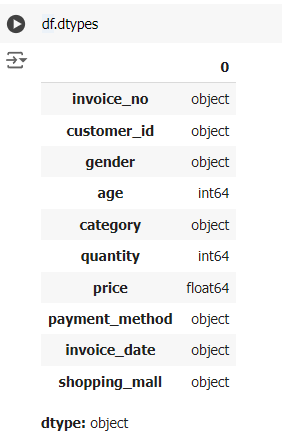 df.dtypes
0
invoice_no object
customer_id object
gender object
age int64
category object
quantity int64
price float64
payment_method object
invoice_date object
shopping_mall object
dtype: object